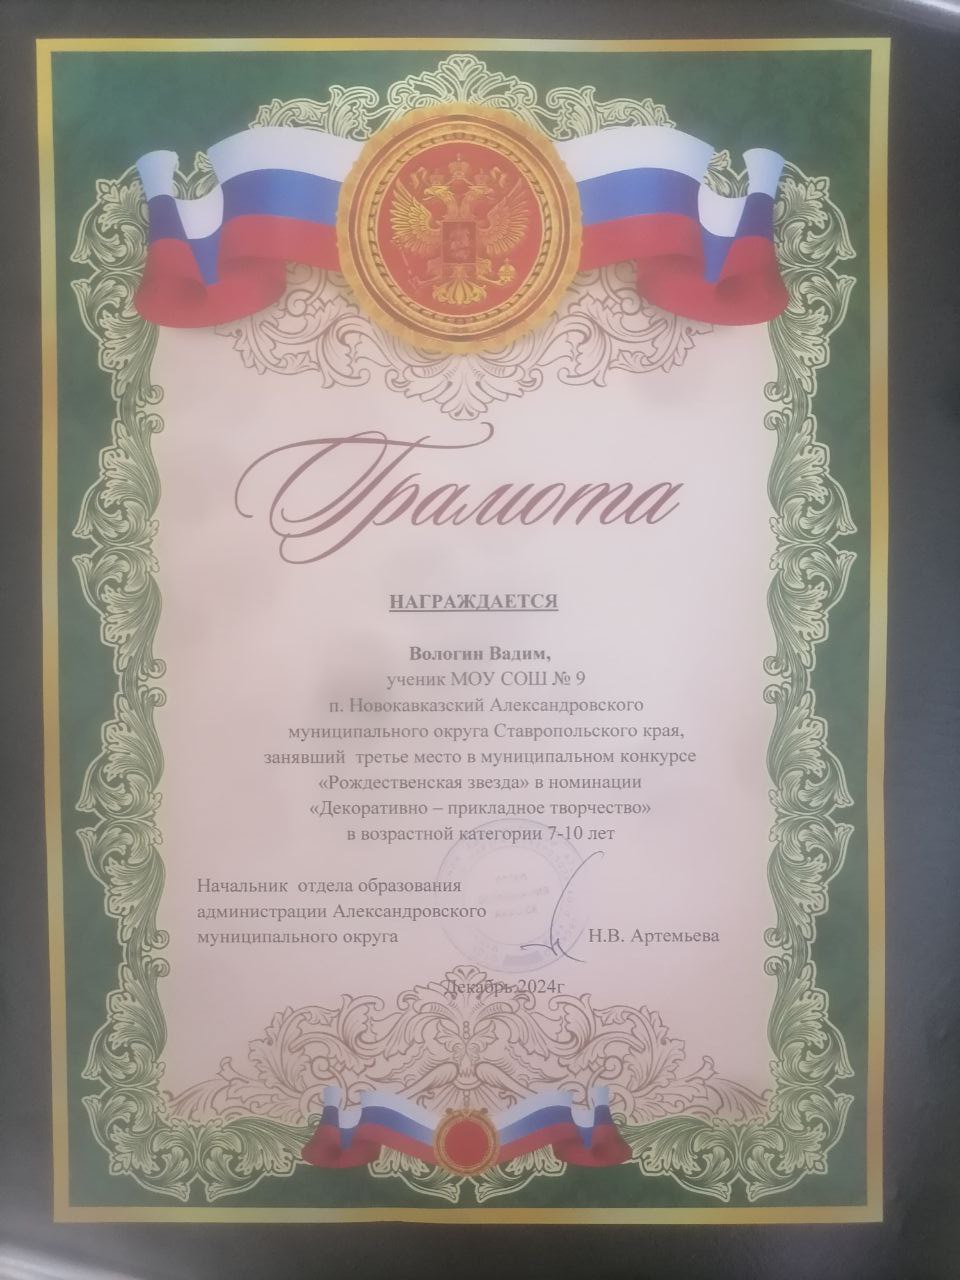 Грамота
НАГРАЖДАЕТСЯ
Вологин Вадим,
ученик МОУ СОШ № 9
п. Новокавказский Александровского
муниципального округа Ставропольского края,
занявший  третье место в муниципальном конкурсе
«Рождественская звезда» в номинации
«Декоративно – прикладное творчество»
в возрастной категории 7-10 лет
Начальник  отдела образования
администрации Александровского
муниципального округа
Н.В. Артемьева
Декабрь 2024г